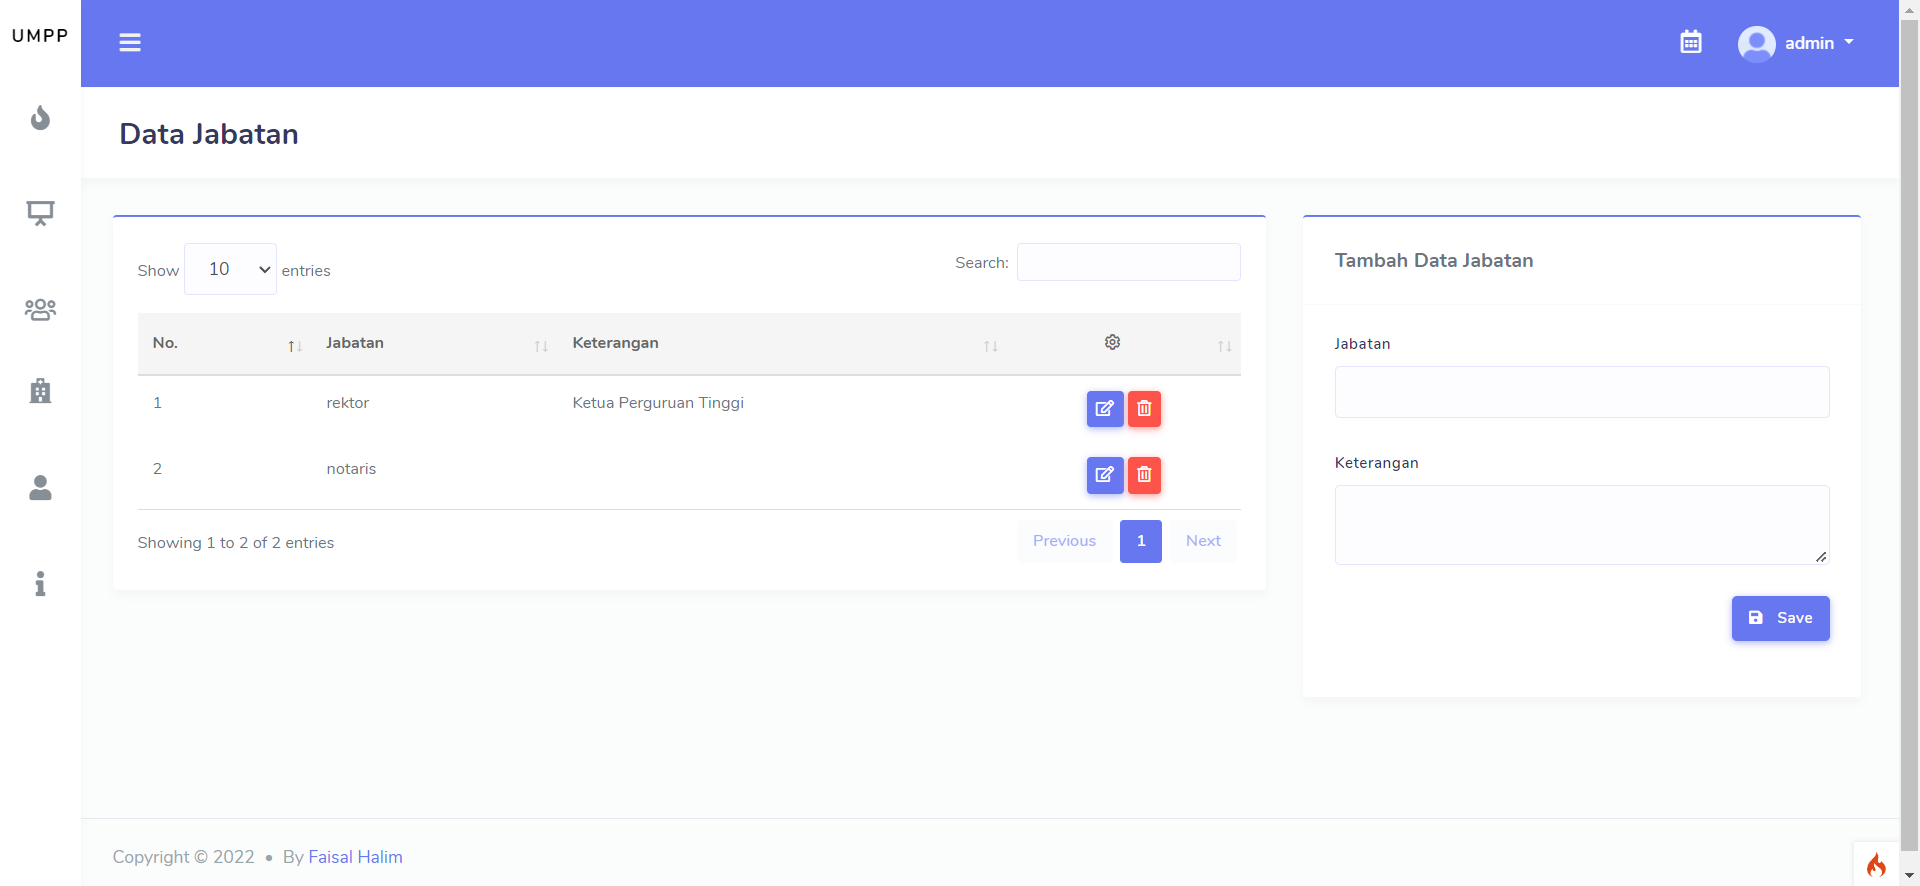 UMPP
admin
Data Jabatan
Show 10 entries
Search:
No. Jabatan Keterangan
1 rektor Ketua Perguruan Tinggi
2 notaris
Showing 1 to 2 of 2 entries
Previous 1 Next
Tambah Data Jabatan
Jabatan
Keterangan
Save
Copyright © 2022 • By Faisal Halim